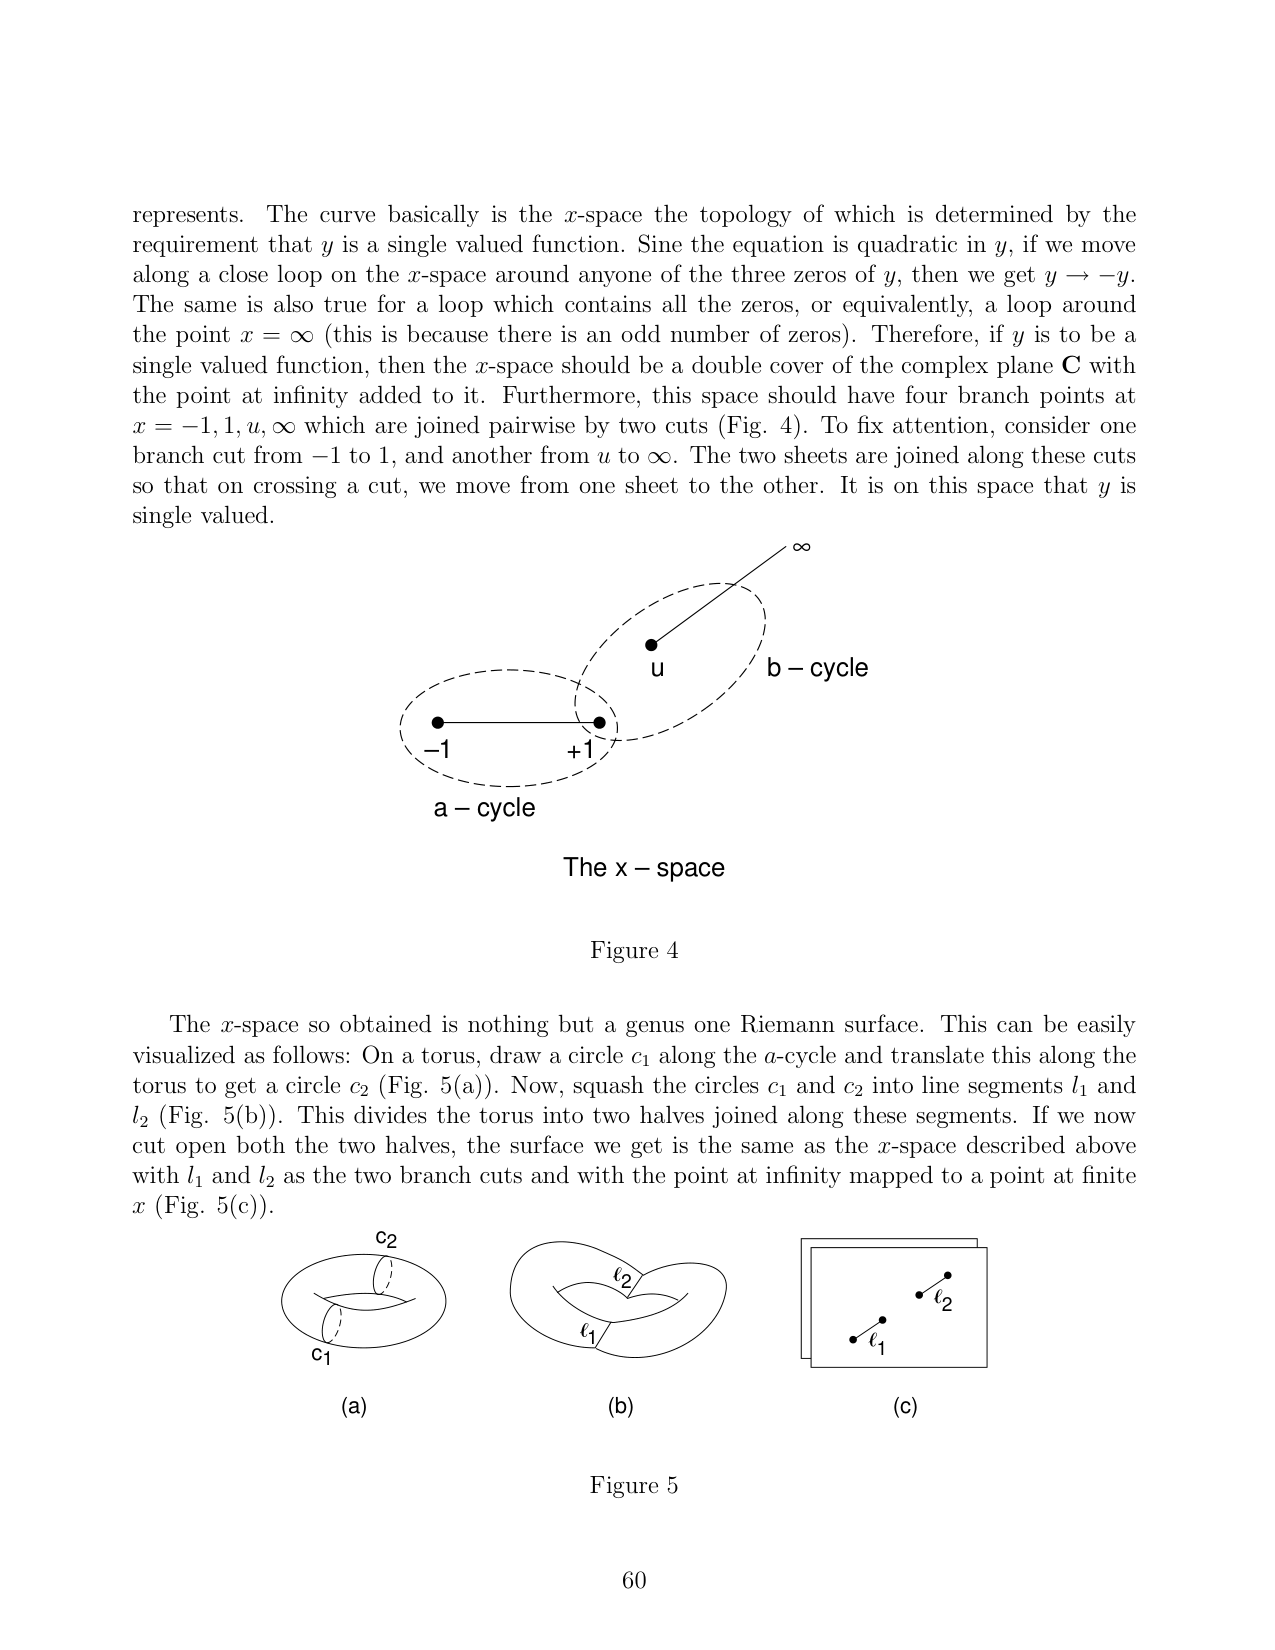 represents. The curve basically is the x-space the topology of which is determined by the
requirement that y is a single valued function. Sine the equation is quadratic in y, if we move
along a close loop on the x-space around anyone of the three zeros of y, then we get y → −y.
The same is also true for a loop which contains all the zeros, or equivalently, a loop around
the point x = ∞ (this is because there is an odd number of zeros). Therefore, if y is to be a
single valued function, then the x-space should be a double cover of the complex plane C with
the point at infinity added to it. Furthermore, this space should have four branch points at
x = −1, 1, u, ∞ which are joined pairwise by two cuts (Fig. 4). To fix attention, consider one
branch cut from −1 to 1, and another from u to ∞. The two sheets are joined along these cuts
so that on crossing a cut, we move from one sheet to the other. It is on this space that y is
single valued.
∞
u
b – cycle
–1
+1
a – cycle
The x – space
Figure 4
The x-space so obtained is nothing but a genus one Riemann surface. This can be easily
visualized as follows: On a torus, draw a circle c₁ along the a-cycle and translate this along the
torus to get a circle c₂ (Fig. 5(a)). Now, squash the circles c₁ and c₂ into line segments l₁ and
l₂ (Fig. 5(b)). This divides the torus into two halves joined along these segments. If we now
cut open both the two halves, the surface we get is the same as the x-space described above
with l₁ and l₂ as the two branch cuts and with the point at infinity mapped to a point at finite
x (Fig. 5(c)).
c₂
c₁
ℓ₂
ℓ₁
ℓ₂
ℓ₁
(a)
(b)
(c)
Figure 5
60